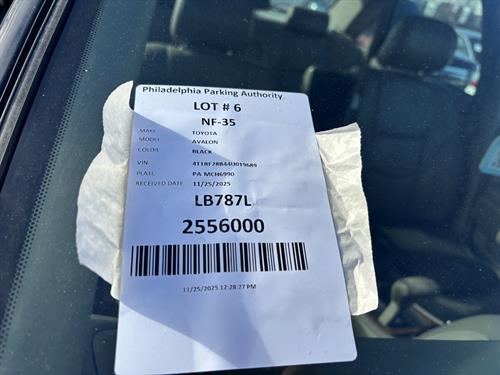 Philadelphia Parking Authority
LOT # 6
NF-35
MAKE TOYOTA
MODEL AVALON
COLOR BLACK
VIN 4T1BF28B44U019689
PLATE PA MCH6990
RECEIVED DATE 11/25/2025
LB787L
2556000
11/25/2025 12:28:27 PM